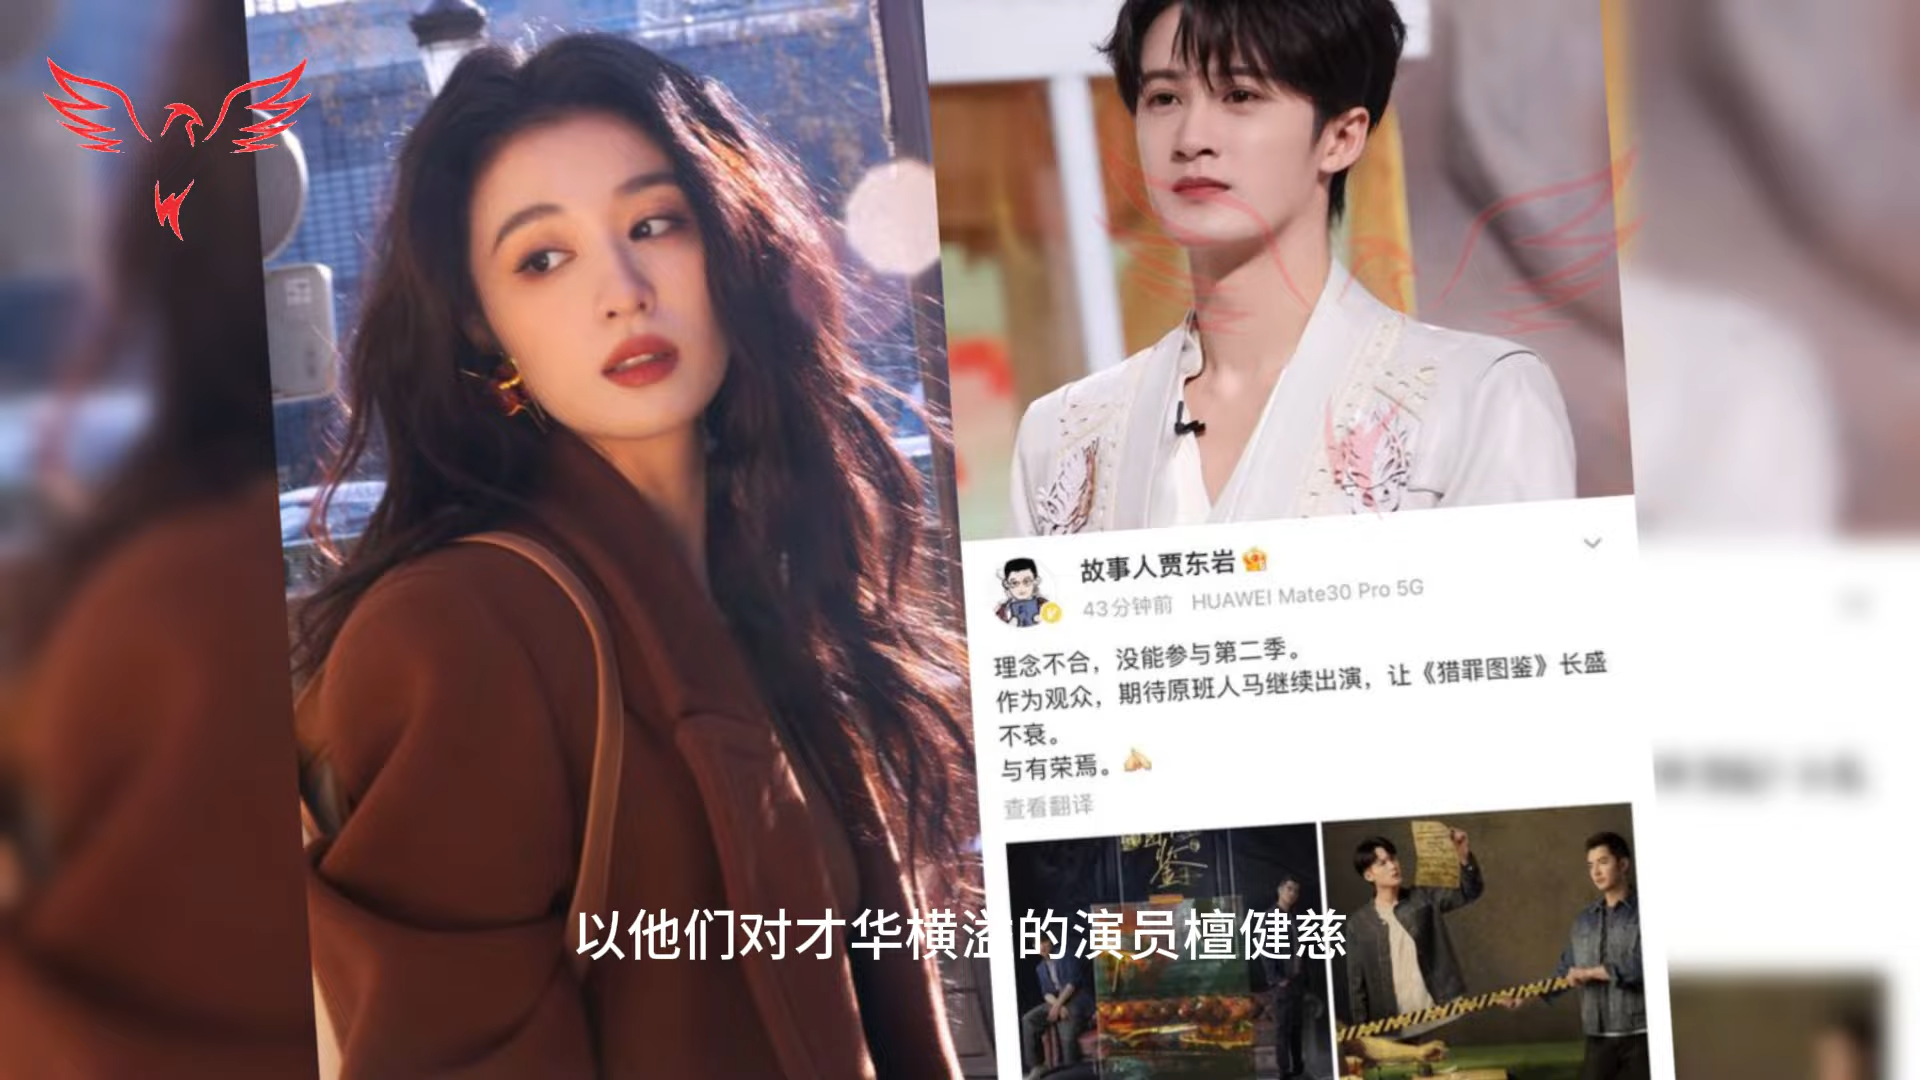 故事人贾东岩
43分钟前 HUAWEI Mate30 Pro 5G
理念不合，没能参与第二季。
作为观众，期待原班人马继续出演，让《猎罪图鉴》长盛
不衰。
与有荣焉。
查看翻译
以他们对才华横溢的演员檀健慈